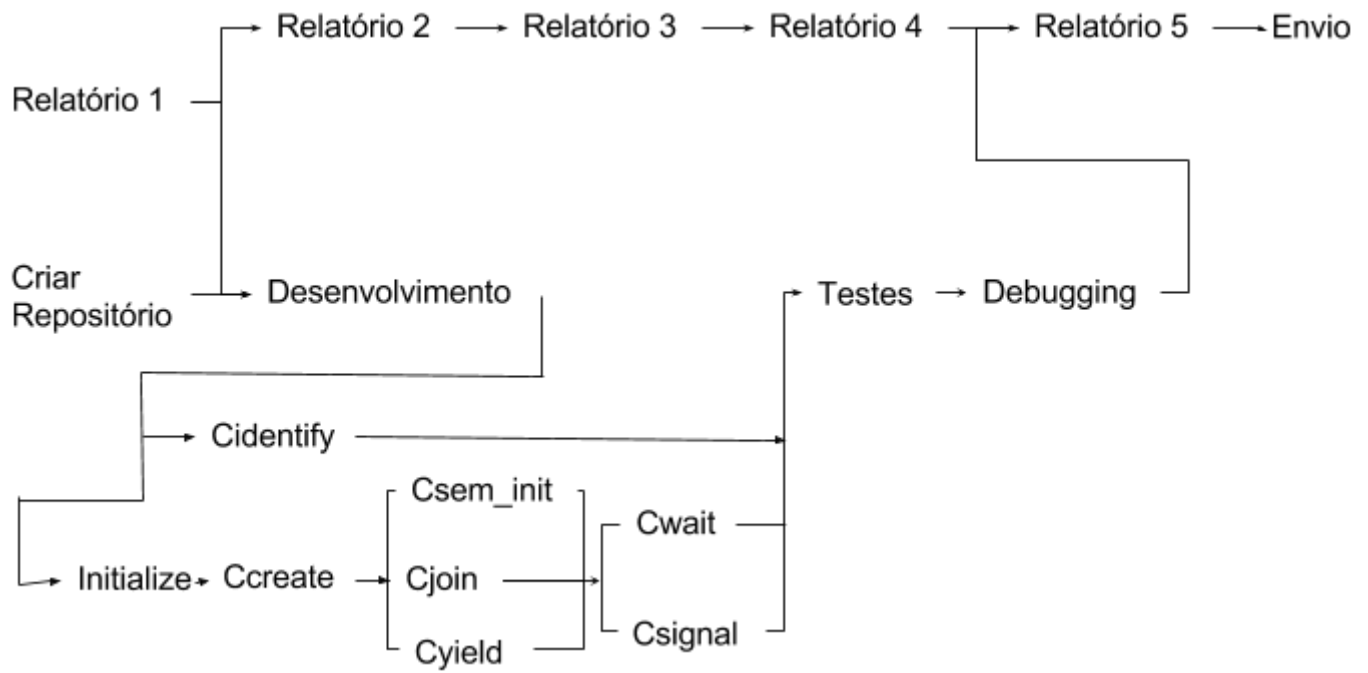 Relatório 2
Relatório 3
Relatório 4
Relatório 5
Envio
Relatório 1
Criar
Repositório
Desenvolvimento
Testes
Debugging
Cidentify
Csem_init
Cwait
Initialize
Ccreate
Cjoin
Csignal
Cyield